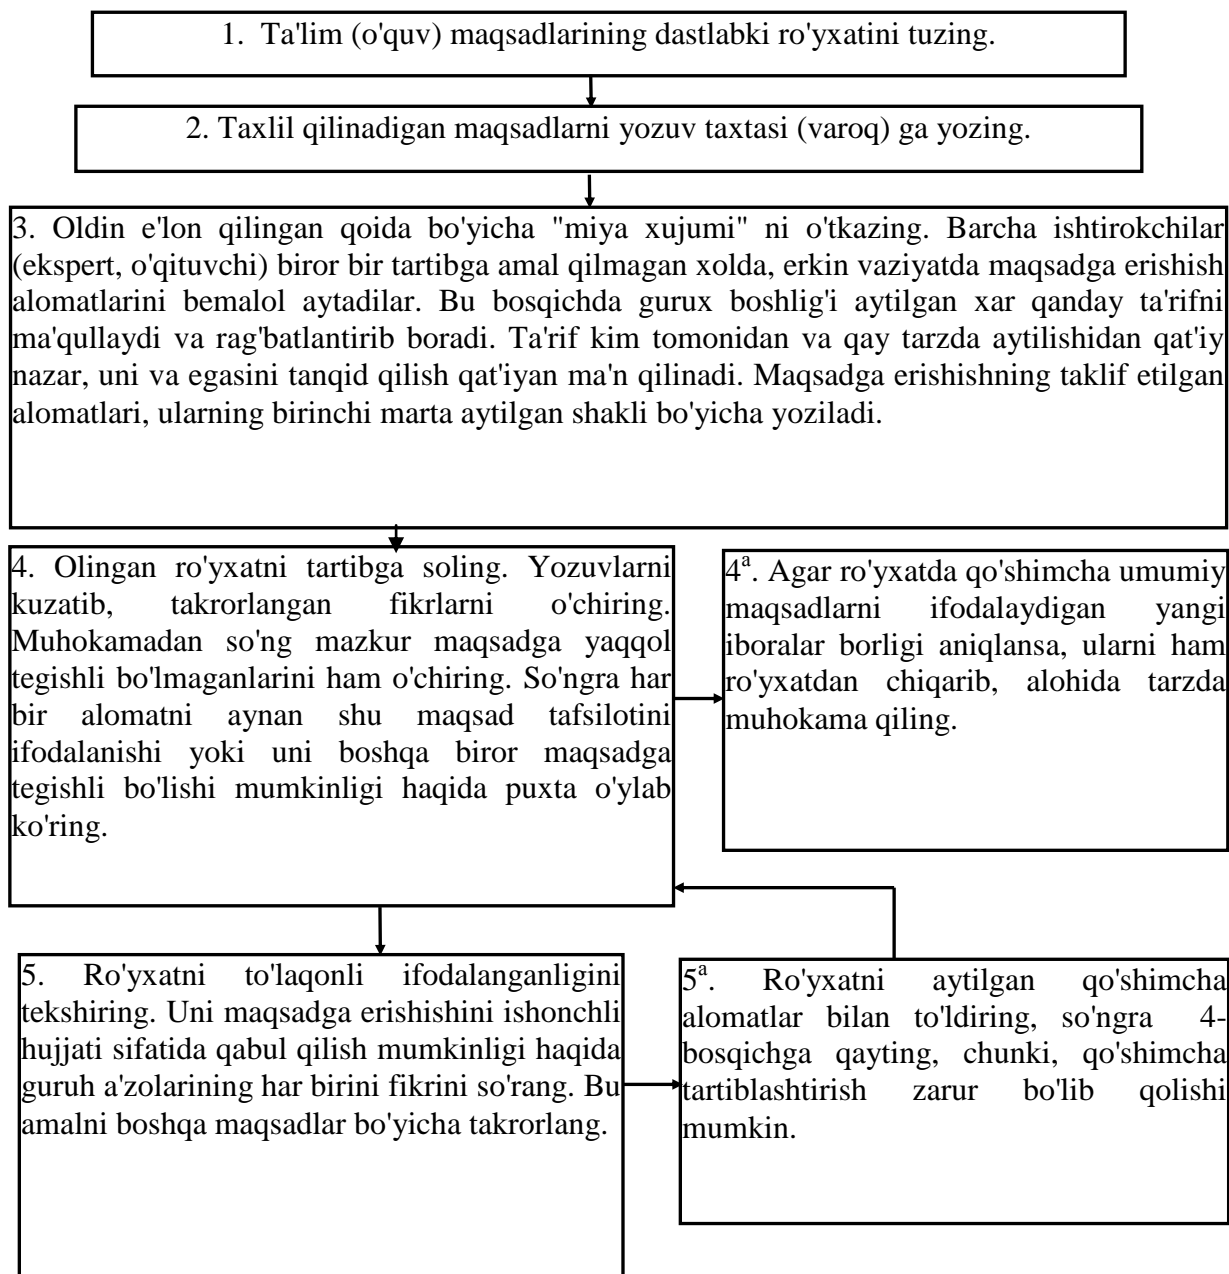 1. Ta'lim (o'quv) maqsadlarining dastlabki ro'yxatini tuzing.
2. Taxlil qilinadigan maqsadlarni yozuv taxtasi (varoq) ga yozing.
3. Oldin e'lon qilingan qoida bo'yicha "miya xujumi" ni o'tkazing. Barcha ishtirokchilar
(ekspert, o'qituvchi) biror bir tartibga amal qilmagan xolda, erkin vaziyatda maqsadga erishish
alomatlarini bemalol aytadilar. Bu bosqichda gurux boshlig'i aytilgan xar qanday ta'rifni
ma'qullaydi va rag'batlantirib boradi. Ta'rif kim tomonidan va qay tarzda aytilishidan qat'iy
nazar, uni va egasini tanqid qilish qat'iyan ma'n qilinadi. Maqsadga erishishning taklif etilgan
alomatlari, ularning birinchi marta aytilgan shakli bo'yicha yoziladi.
4. Olingan ro'yxatni tartibga soling. Yozuvlarni
kuzatib, takrorlangan fikrlarni o'chiring.
Muhokamadan so'ng mazkur maqsadga yaqqol
tegishli bo'lmaganlarini ham o'chiring. So'ngra har
bir alomatni aynan shu maqsad tafsilotini
ifodalanishi yoki uni boshqa biror maqsadga
tegishli bo'lishi mumkinligi haqida puxta o'ylab
ko'ring.
4ᵃ. Agar ro'yxatda qo'shimcha umumiy
maqsadlarni ifodalaydigan yangi
iboralar borligi aniqlansa, ularni ham
ro'yxatdan chiqarib, alohida tarzda
muhokama qiling.
5. Ro'yxatni to'laqonli ifodalanganligini
tekshiring. Uni maqsadga erishishini ishonchli
hujjati sifatida qabul qilish mumkinligi haqida
guruh a'zolarining har birini fikrini so'rang. Bu
amalni boshqa maqsadlar bo'yicha takrorlang.
5ᵃ. Ro'yxatni aytilgan qo'shimcha
alomatlar bilan to'ldiring, so'ngra 4-
bosqichga qayting, chunki, qo'shimcha
tartiblashtirish zarur bo'lib qolishi
mumkin.